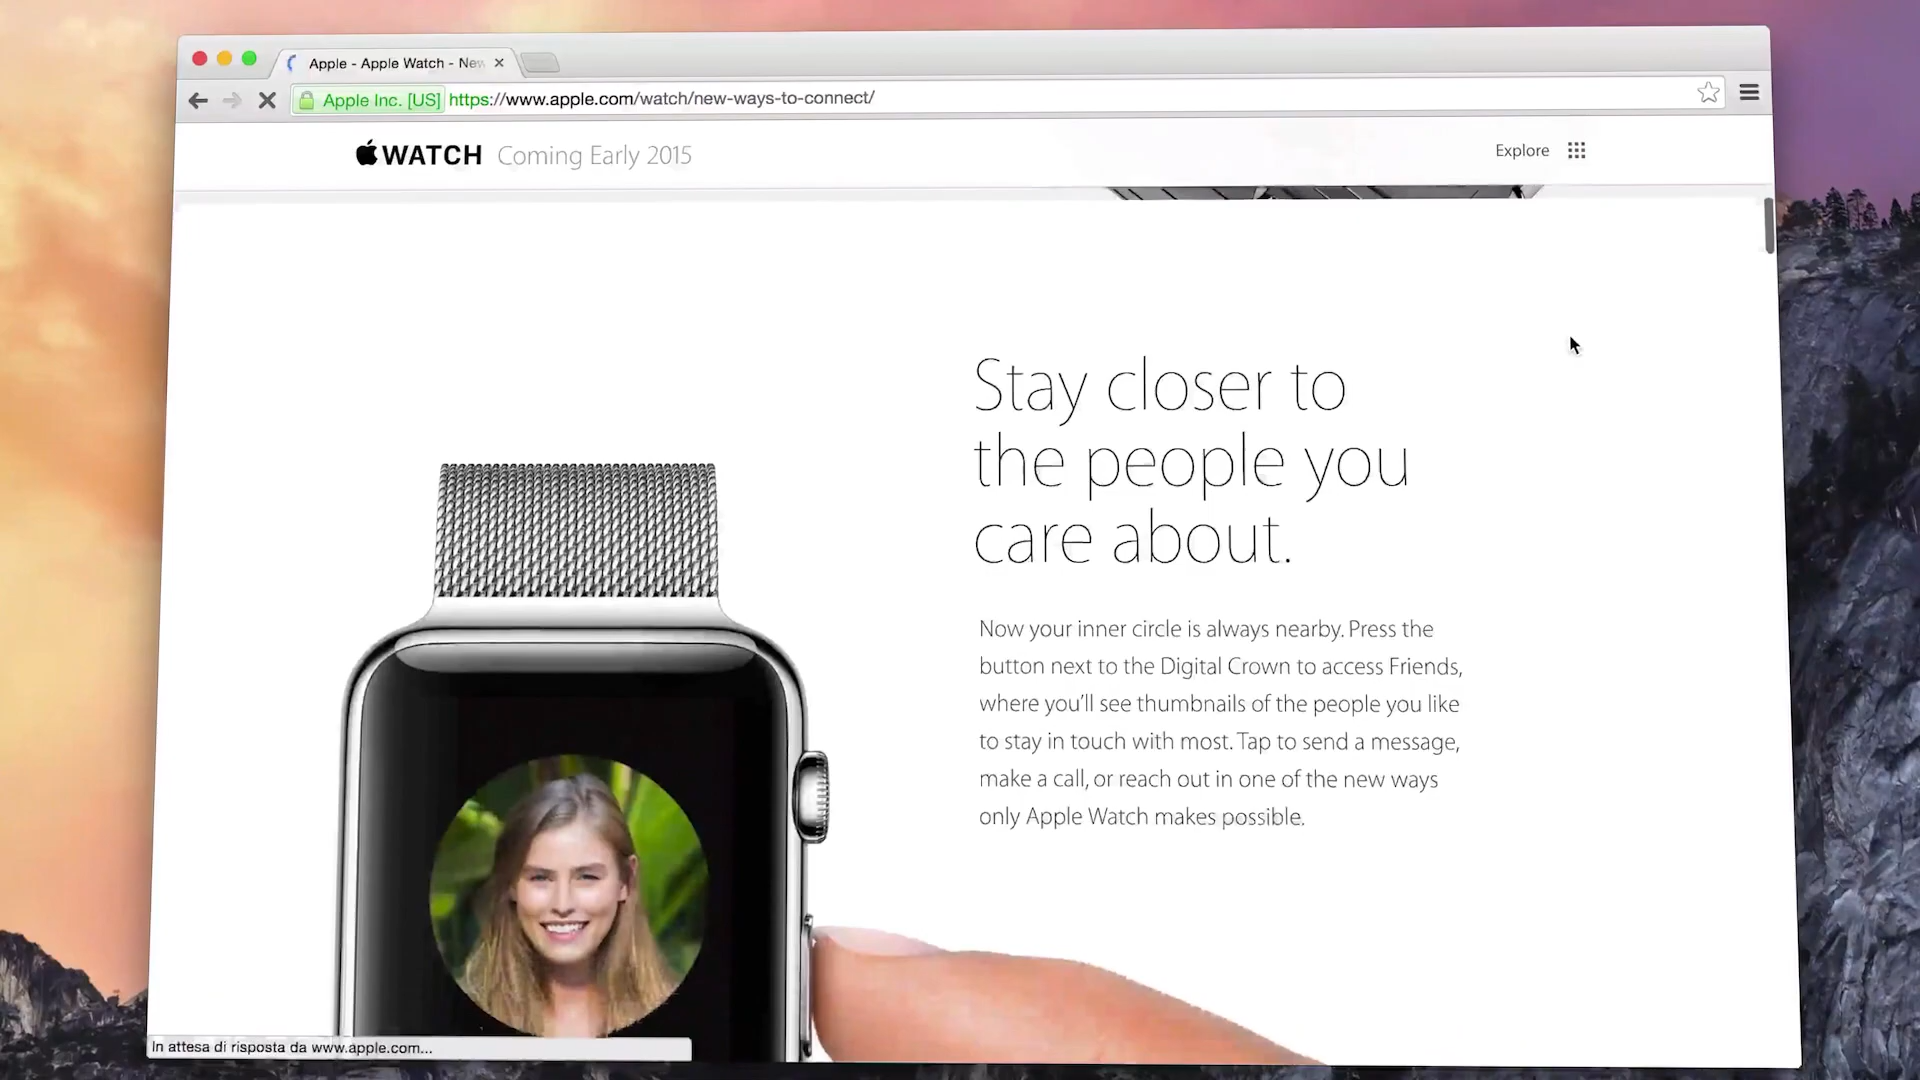 Apple - Apple Watch - New
Apple Inc. [US] https://www.apple.com/watch/new-ways-to-connect/
WATCH Coming Early 2015
Explore
Stay closer to
the people you
care about.
Now your inner circle is always nearby. Press the
button next to the Digital Crown to access Friends,
where you’ll see thumbnails of the people you like
to stay in touch with most. Tap to send a message,
make a call, or reach out in one of the new ways
only Apple Watch makes possible.
In attesa di risposta da www.apple.com...